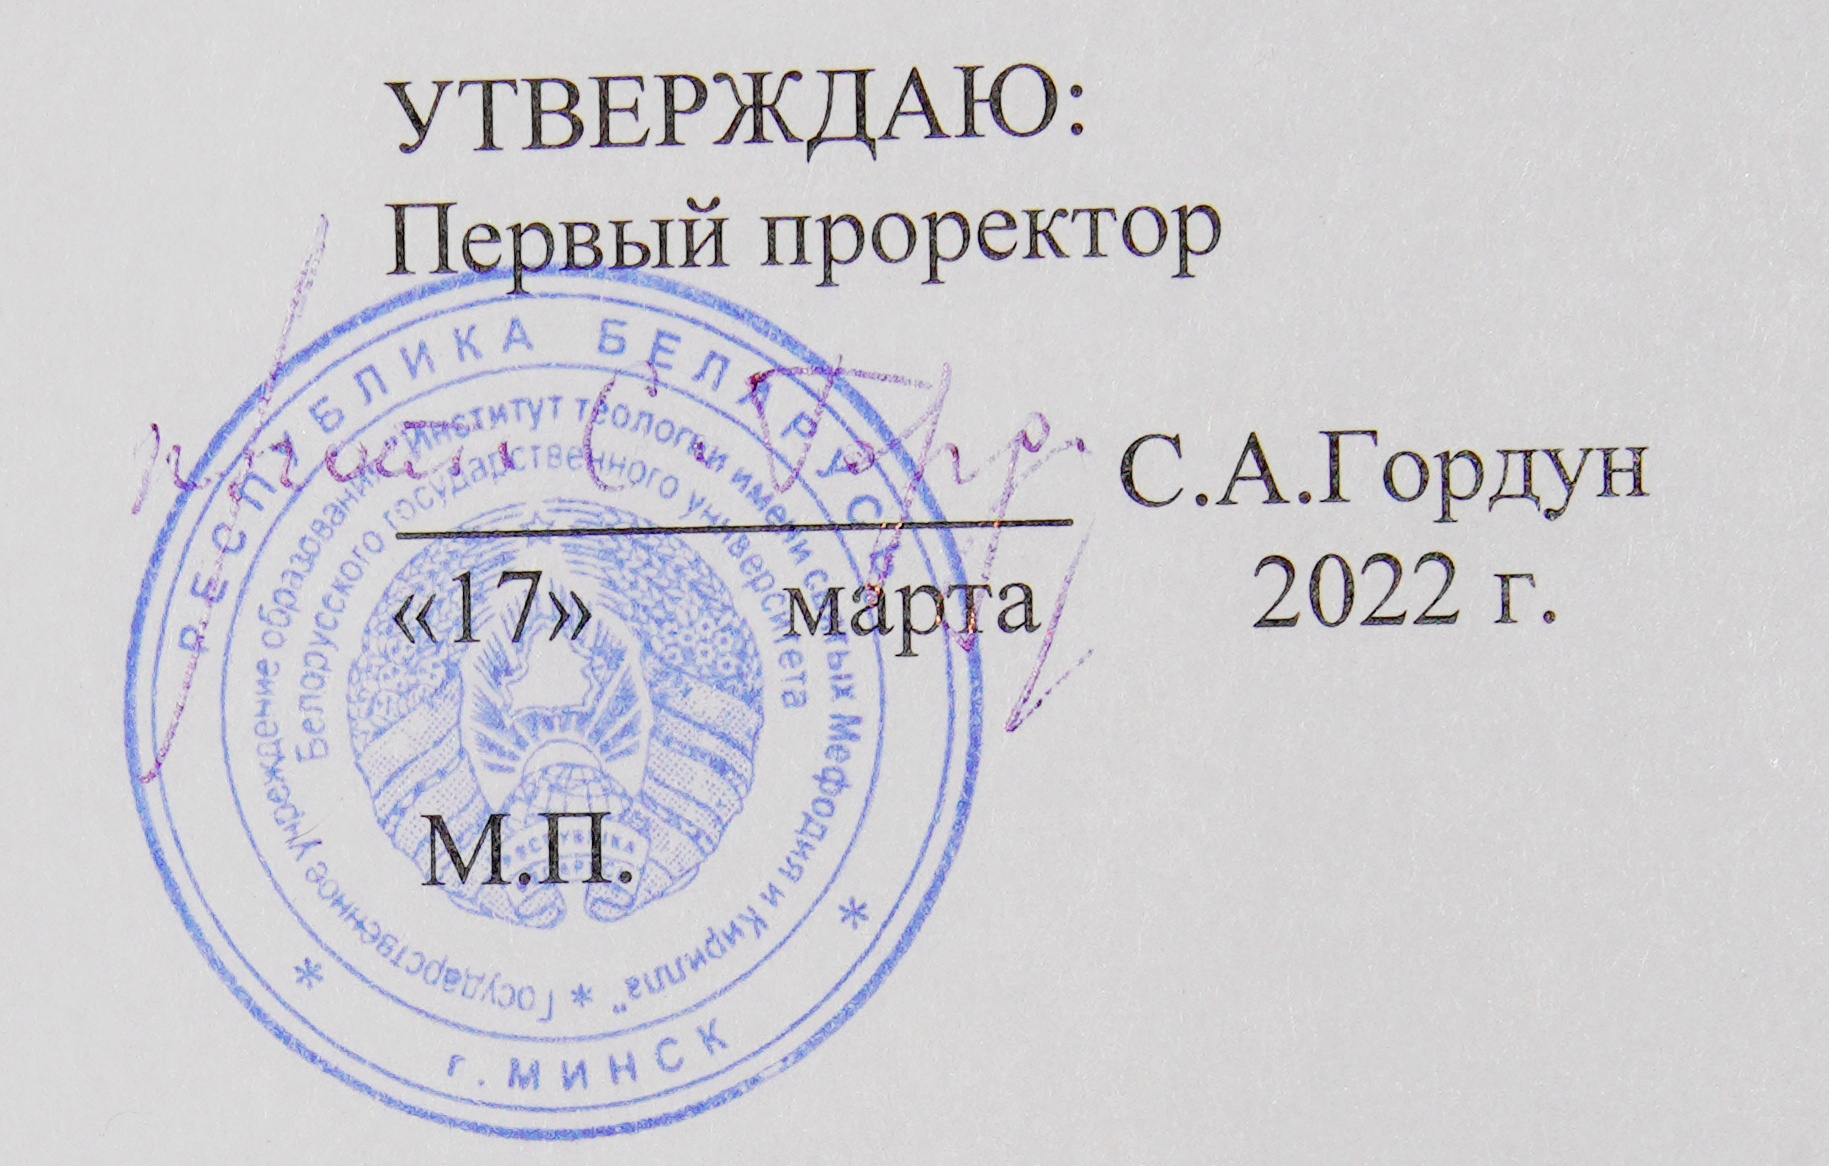 УТВЕРЖДАЮ:
Первый проректор
С.А.Гордун
«17» марта 2022 г.
М.П.
РЕСПУБЛИКА БЕЛАРУСЬ
г. МИНСК
Государственное учреждение образования "Институт теологии имени святых Мефодия и Кирилла"
Белорусского государственного университета